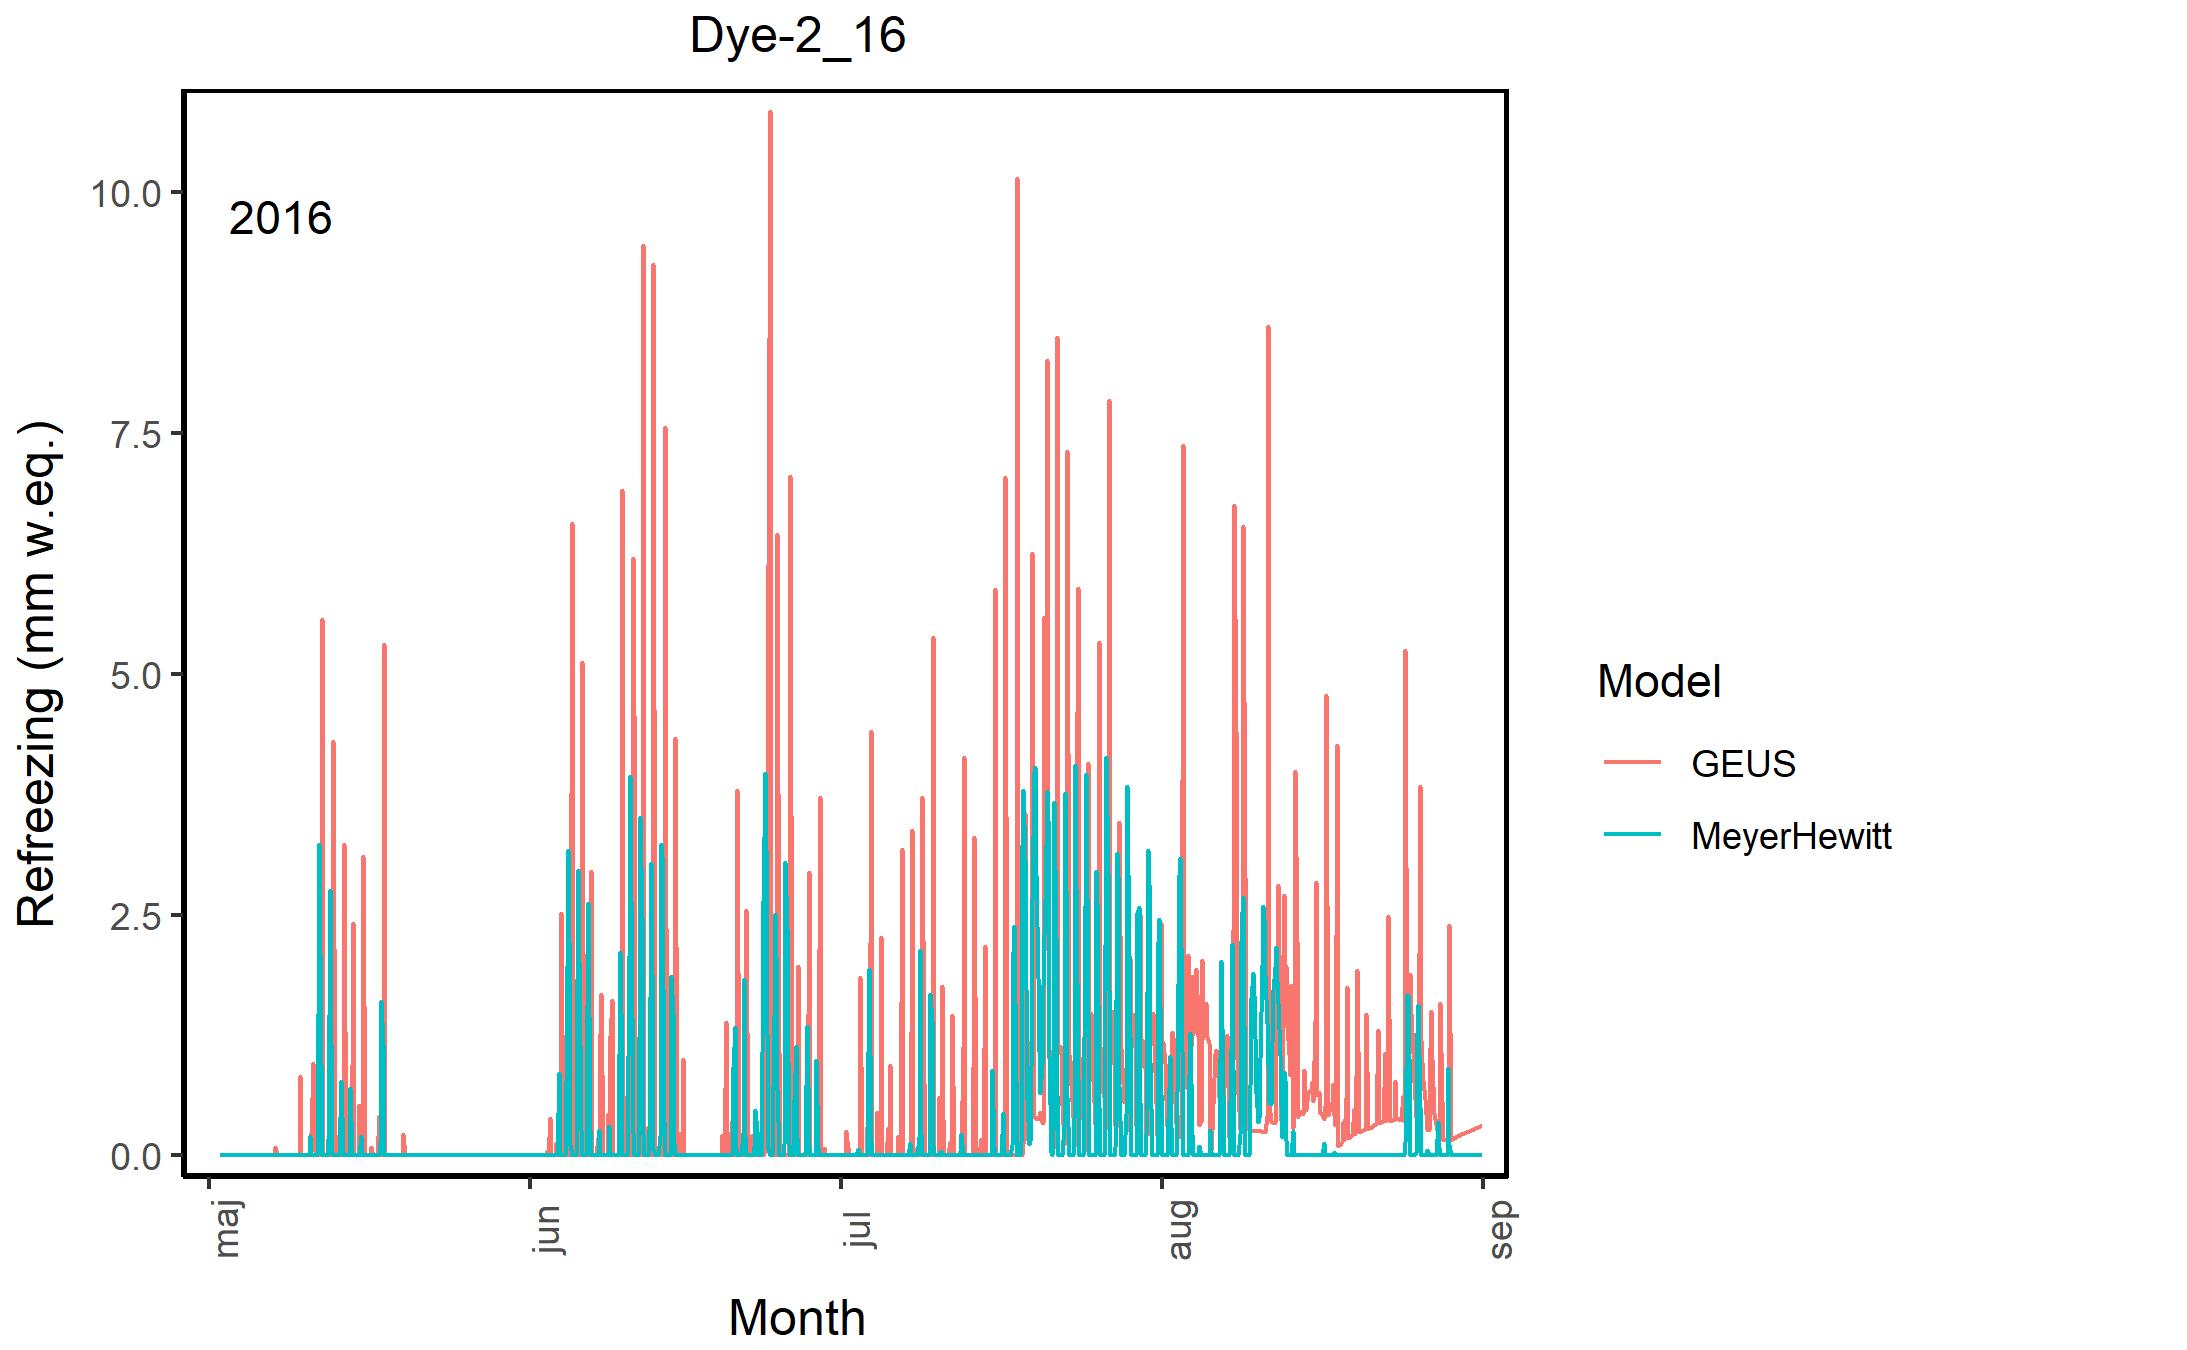 Dye-2_16
2016
10.0
7.5
5.0
2.5
0.0
Refreezing (mm w.eq.)
maj
jun
jul
aug
sep
Month
Model
GEUS
MeyerHewitt